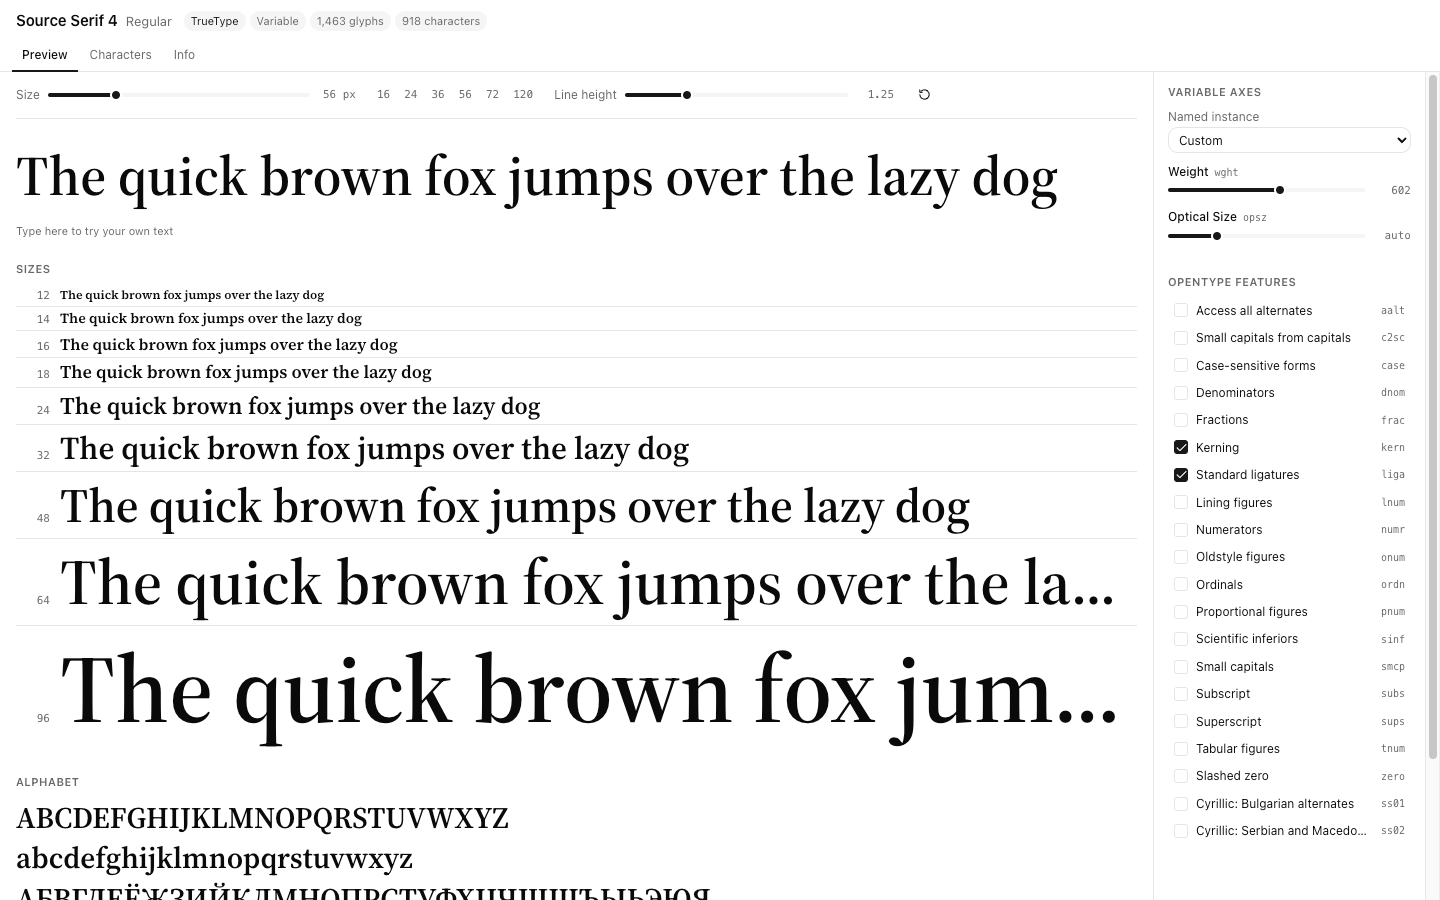 Source Serif 4 Regular TrueType Variable 1,463 glyphs 918 characters
Preview Characters Info
Size 56 px 16 24 36 56 72 120 Line height 1.25
The quick brown fox jumps over the lazy dog
Type here to try your own text
SIZES
12 The quick brown fox jumps over the lazy dog
14 The quick brown fox jumps over the lazy dog
16 The quick brown fox jumps over the lazy dog
18 The quick brown fox jumps over the lazy dog
24 The quick brown fox jumps over the lazy dog
32 The quick brown fox jumps over the lazy dog
48 The quick brown fox jumps over the lazy dog
64 The quick brown fox jumps over the la...
96 The quick brown fox jum...
ALPHABET
ABCDEFGHIJKLMNOPQRSTUVWXYZ
abcdefghijklmnopqrstuvwxyz
АБВГДЕЁЖЗИЙКЛМНОПРСТУФХЦЧШЩЪЫЬЭЮЯ
VARIABLE AXES
Named instance
Custom
Weight wght
602
Optical Size opsz
auto
OPENTYPE FEATURES
Access all alternates aalt
Small capitals from capitals c2sc
Case-sensitive forms case
Denominators dnom
Fractions frac
Kerning kern
Standard ligatures liga
Lining figures lnum
Numerators numr
Oldstyle figures onum
Ordinals ordn
Proportional figures pnum
Scientific inferiors sinf
Small capitals smcp
Subscript subs
Superscript sups
Tabular figures tnum
Slashed zero zero
Cyrillic: Bulgarian alternates ss01
Cyrillic: Serbian and Macedo... ss02